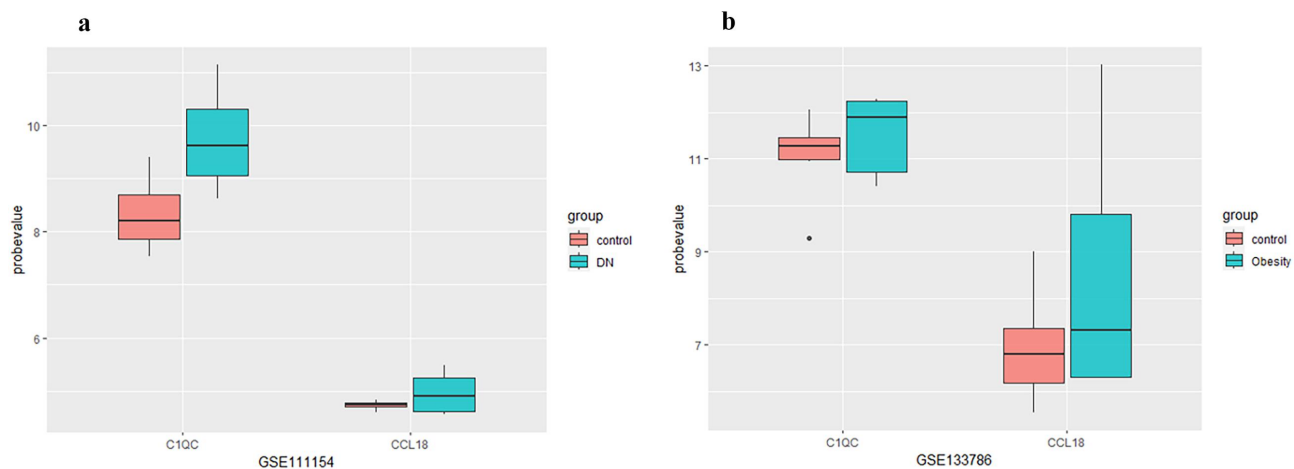 a
probevalue
10
8
6
C1QC
CCL18
GSE111154
group
control
DN
b
probevalue
13
11
9
7
C1QC
CCL18
GSE133786
group
control
Obesity